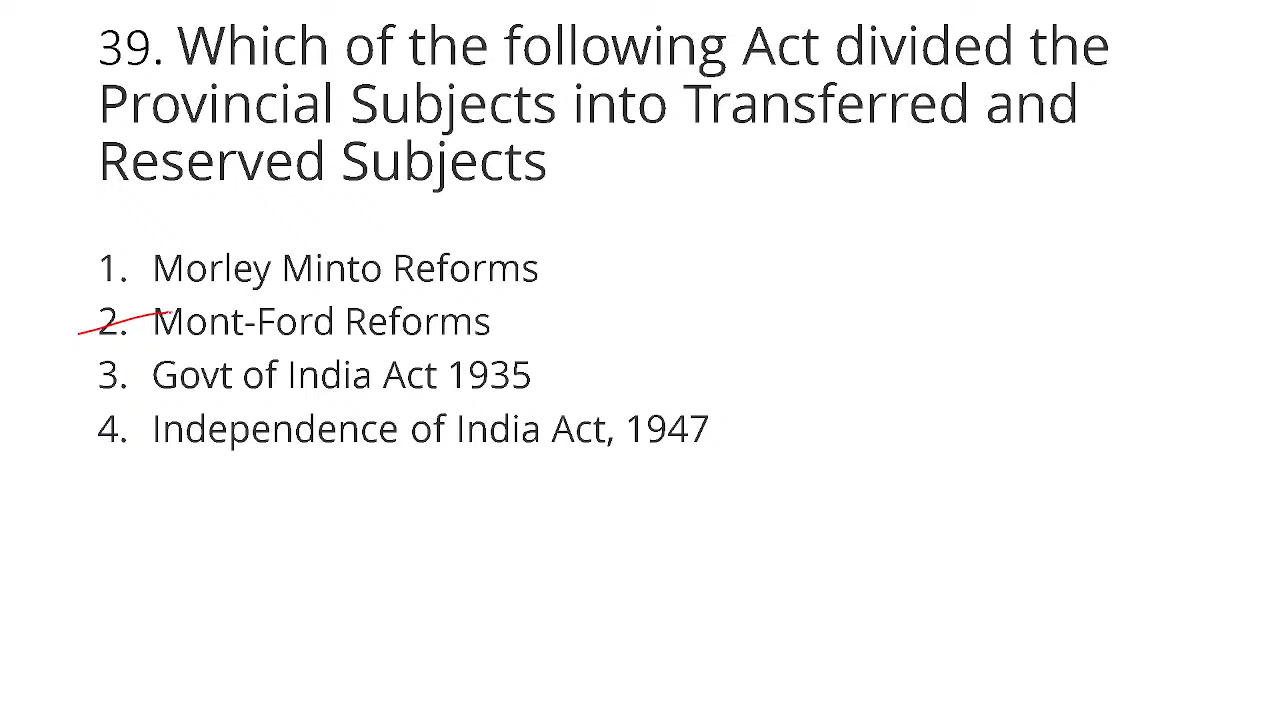 39. Which of the following Act divided the
Provincial Subjects into Transferred and
Reserved Subjects
1. Morley Minto Reforms
2. Mont-Ford Reforms
3. Govt of India Act 1935
4. Independence of India Act, 1947